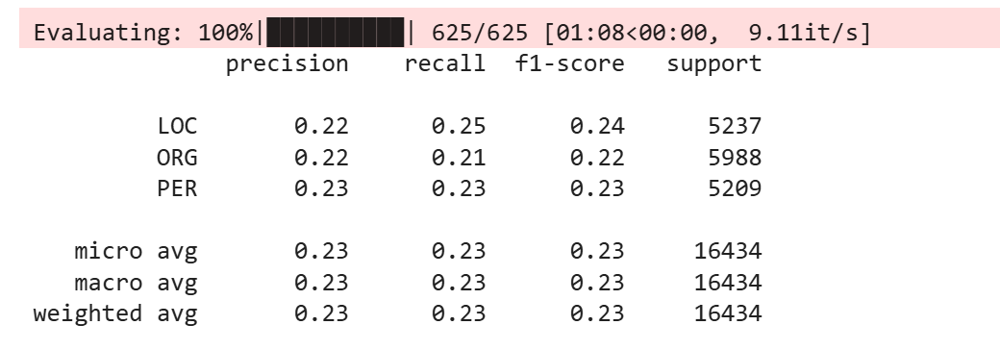 Evaluating: 100%|██████████| 625/625 [01:08<00:00,  9.11it/s]
              precision    recall  f1-score   support

         LOC       0.22      0.25      0.24      5237
         ORG       0.22      0.21      0.22      5988
         PER       0.23      0.23      0.23      5209

   micro avg       0.23      0.23      0.23     16434
   macro avg       0.23      0.23      0.23     16434
weighted avg       0.23      0.23      0.23     16434